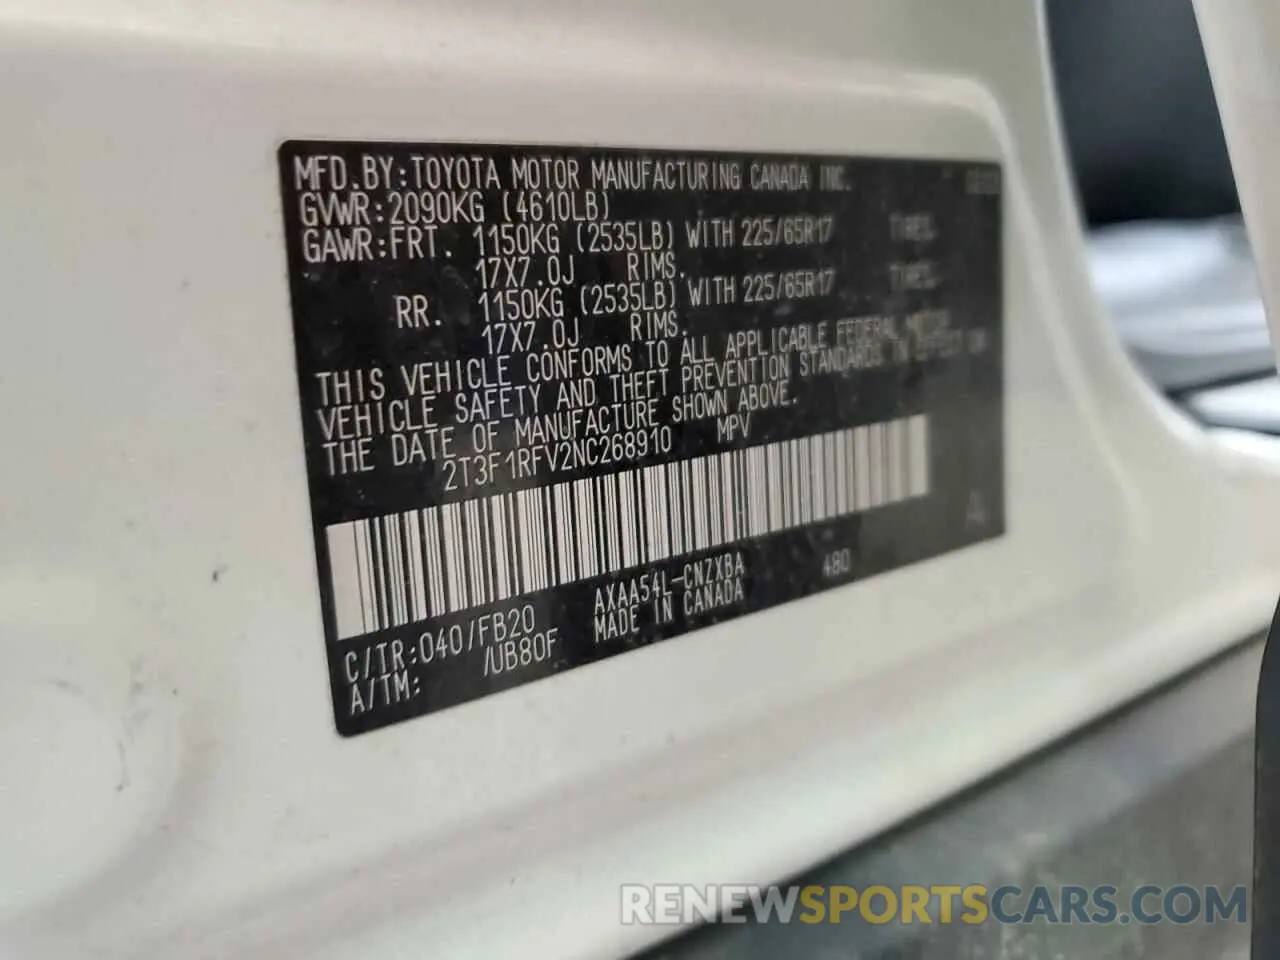 MFD.BY:TOYOTA MOTOR MANUFACTURING CANADA INC.
GVWR:2090KG (4610LB)
GAWR:FRT. 1150KG (2535LB) WITH 225/65R17 TIRES.
17X7.0J RIMS.
RR. 1150KG (2535LB) WITH 225/65R17 TIRES.
17X7.0J RIMS.
THIS VEHICLE CONFORMS TO ALL APPLICABLE FEDERAL MOTOR
VEHICLE SAFETY AND THEFT PREVENTION STANDARDS IN EFFECT ON
THE DATE OF MANUFACTURE SHOWN ABOVE.
2T3F1RFV2NC268910 MPV
C/TR:040/FB20 AXAA54L-CNZXBA 480
A/TM: /UB80F MADE IN CANADA
A
RENEWSPORTSCARS.COM